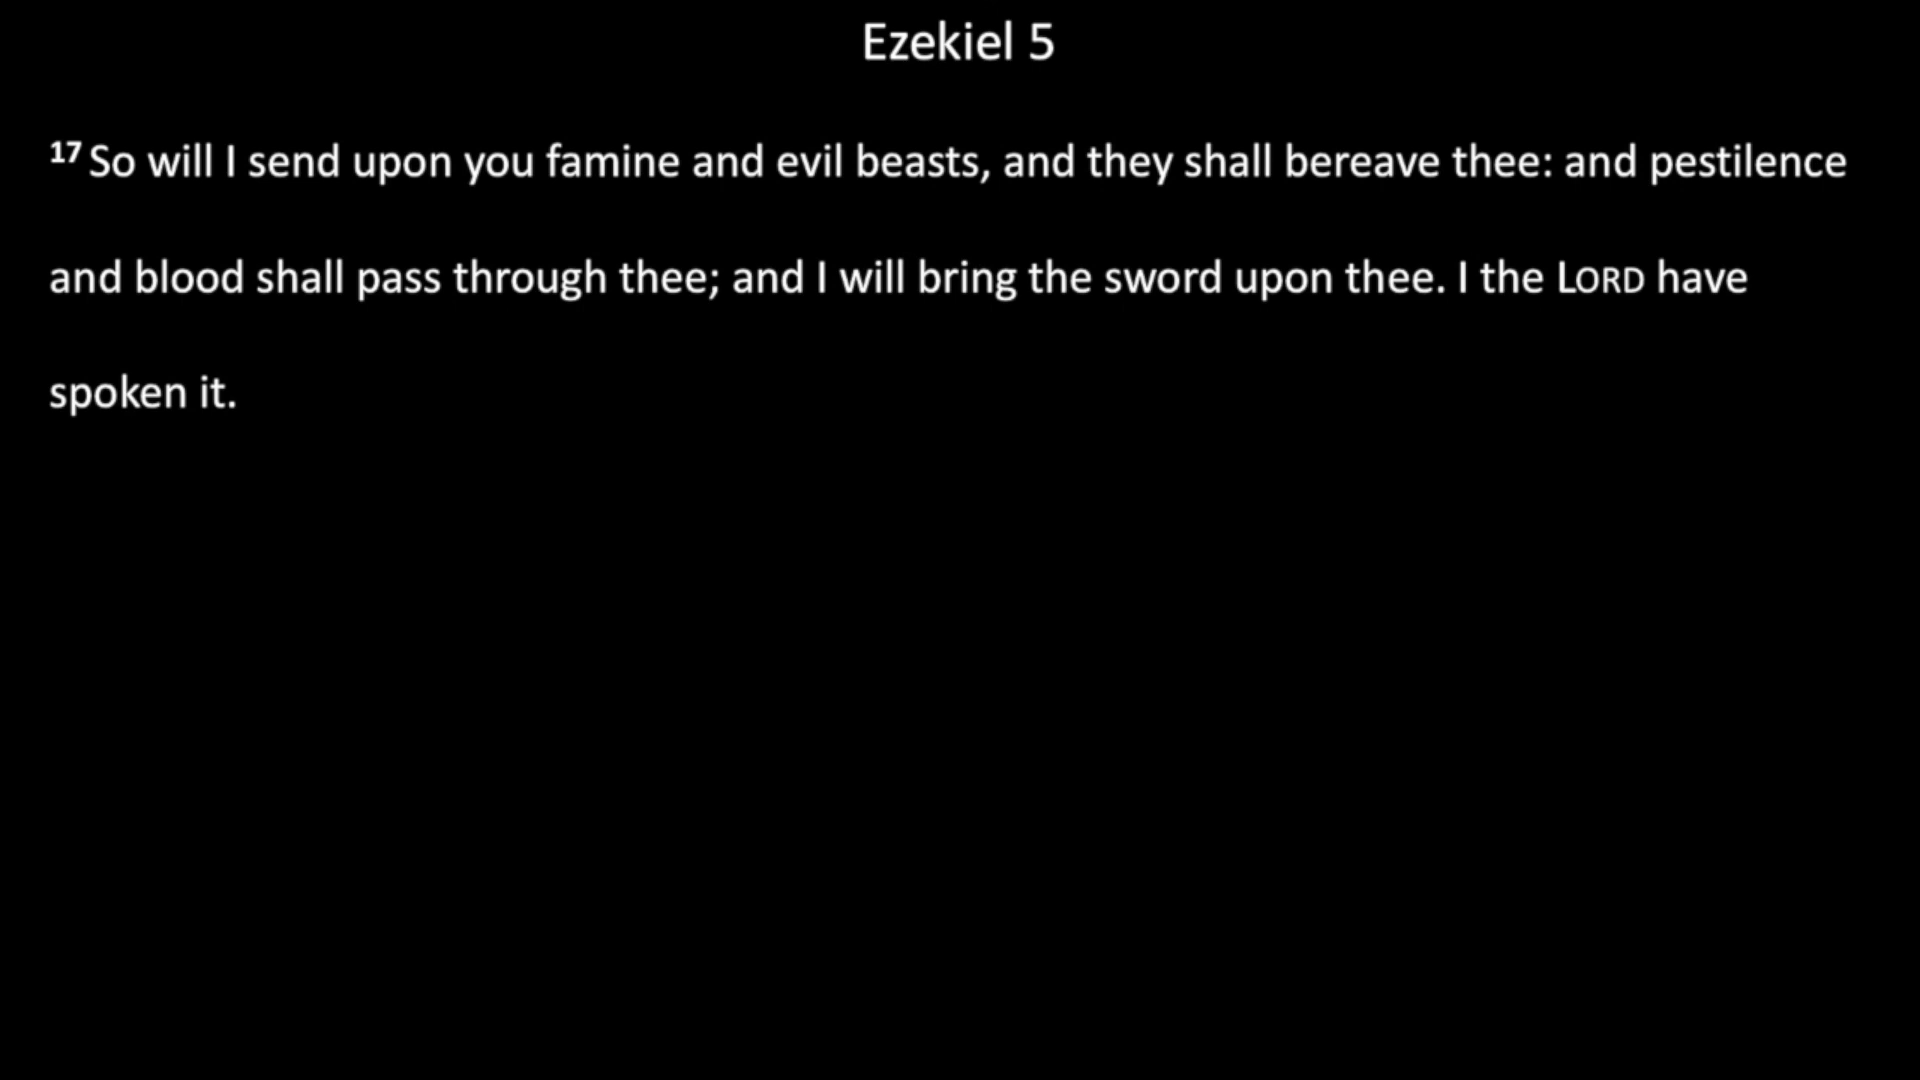 Ezekiel 5
17 So will I send upon you famine and evil beasts, and they shall bereave thee: and pestilence
and blood shall pass through thee; and I will bring the sword upon thee. I the LORD have
spoken it.